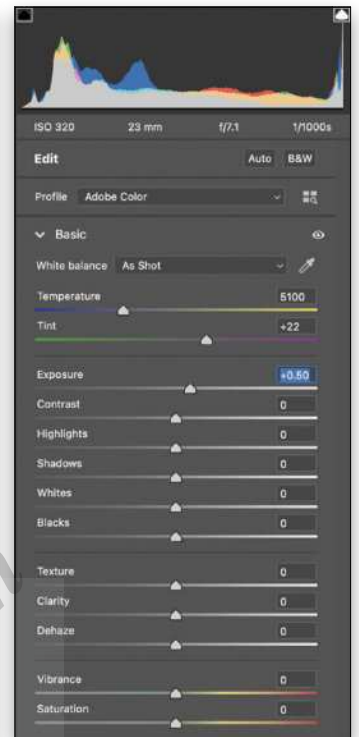 ISO 320 23 mm f/7.1 1/1000s
Edit Auto B&W
Profile Adobe Color
Basic
White balance As Shot
Temperature 5100
Tint +22
Exposure +0.50
Contrast 0
Highlights 0
Shadows 0
Whites 0
Blacks 0
Texture 0
Clarity 0
Dehaze 0
Vibrance 0
Saturation 0